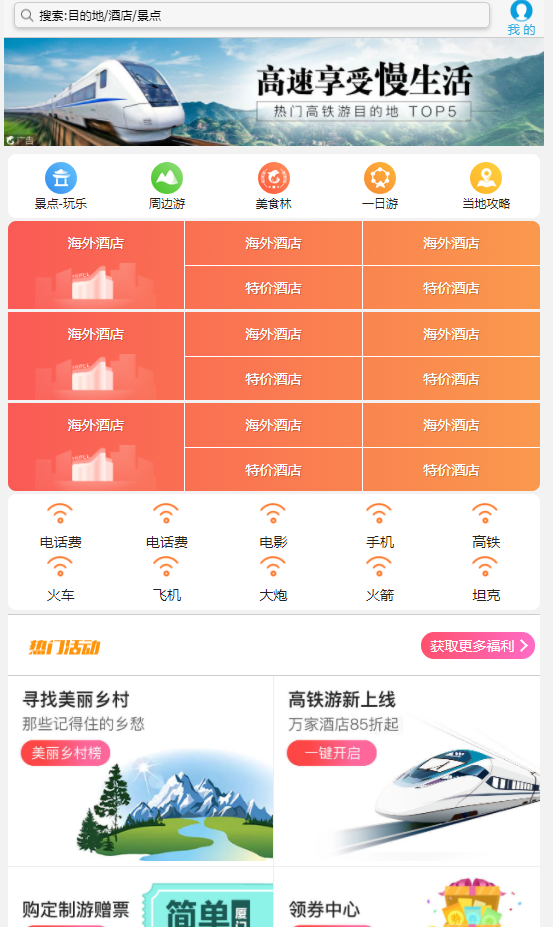 搜索:目的地/酒店/景点
我 的
高速享受慢生活
热门高铁游目的地 TOP5
广告
景点-玩乐 周边游 美食林 一日游 当地攻略
海外酒店 海外酒店 海外酒店
特价酒店 特价酒店
海外酒店 海外酒店 海外酒店
特价酒店 特价酒店
海外酒店 海外酒店 海外酒店
特价酒店 特价酒店
电话费 电话费 电影 手机 高铁
火车 飞机 大炮 火箭 坦克
热门活动 获取更多福利
寻找美丽乡村
那些记得住的乡愁
美丽乡村榜
高铁游新上线
万家酒店85折起
一键开启
购定制游赠票
简单
领券中心